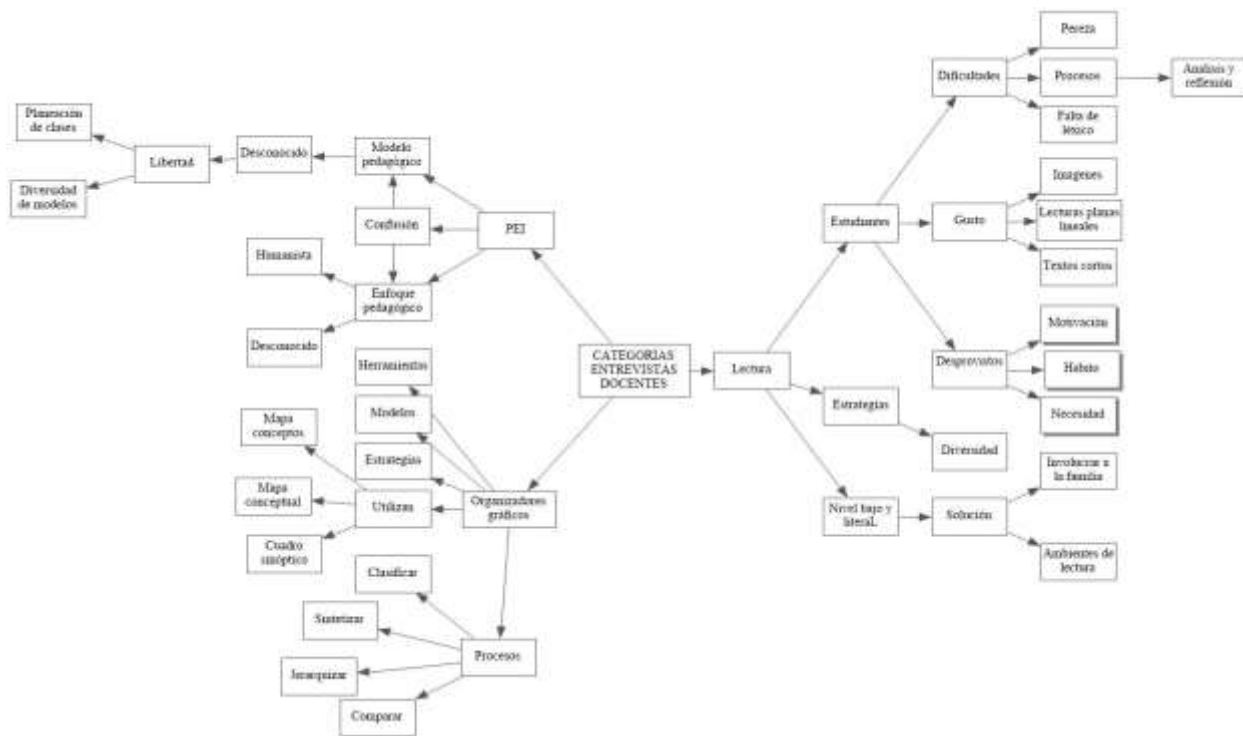 Pereza
Dificultades
Procesos
Análisis y
reflexión
Falta de
léxico
Planeación
de clases
Libertad
Desconocido
Modelo
pedagógico
Diversidad
de modelos
Confusión
PEI
Humanista
Enfoque
pedagógico
Desconocido
Estudiantes
Gusto
Imagenes
Lecturas planas
lineales
Textos cortos
Motivación
Desprovistos
Habito
Necesidad
CATEGORIAS
ENTREVISTAS
DOCENTES
Lectura
Estrategias
Diversidad
Herramientas
Modelos
Mapa
conceptos
Estrategias
Mapa
conceptual
Utilizan
Organizadores
gráficos
Cuadro
sinóptico
Clasificar
Sustetizar
Procesos
Jerarquizar
Comparar
Nivel bajo y
literaL
Solución
Involucrar a
la familia
Ambientes de
lectura